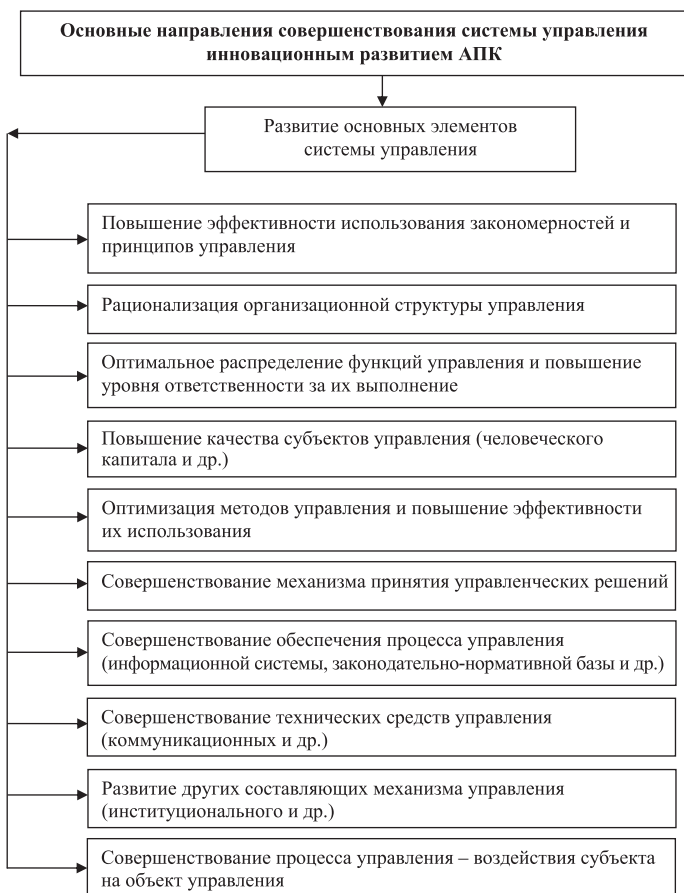 Основные направления совершенствования системы управления
инновационным развитием АПК
Развитие основных элементов
системы управления
Повышение эффективности использования закономерностей и
принципов управления
Рационализация организационной структуры управления
Оптимальное распределение функций управления и повышение
уровня ответственности за их выполнение
Повышение качества субъектов управления (человеческого
капитала и др.)
Оптимизация методов управления и повышение эффективности
их использования
Совершенствование механизма принятия управленческих решений
Совершенствование обеспечения процесса управления
(информационной системы, законодательно-нормативной базы и др.)
Совершенствование технических средств управления
(коммуникационных и др.)
Развитие других составляющих механизма управления
(институционального и др.)
Совершенствование процесса управления – воздействия субъекта
на объект управления